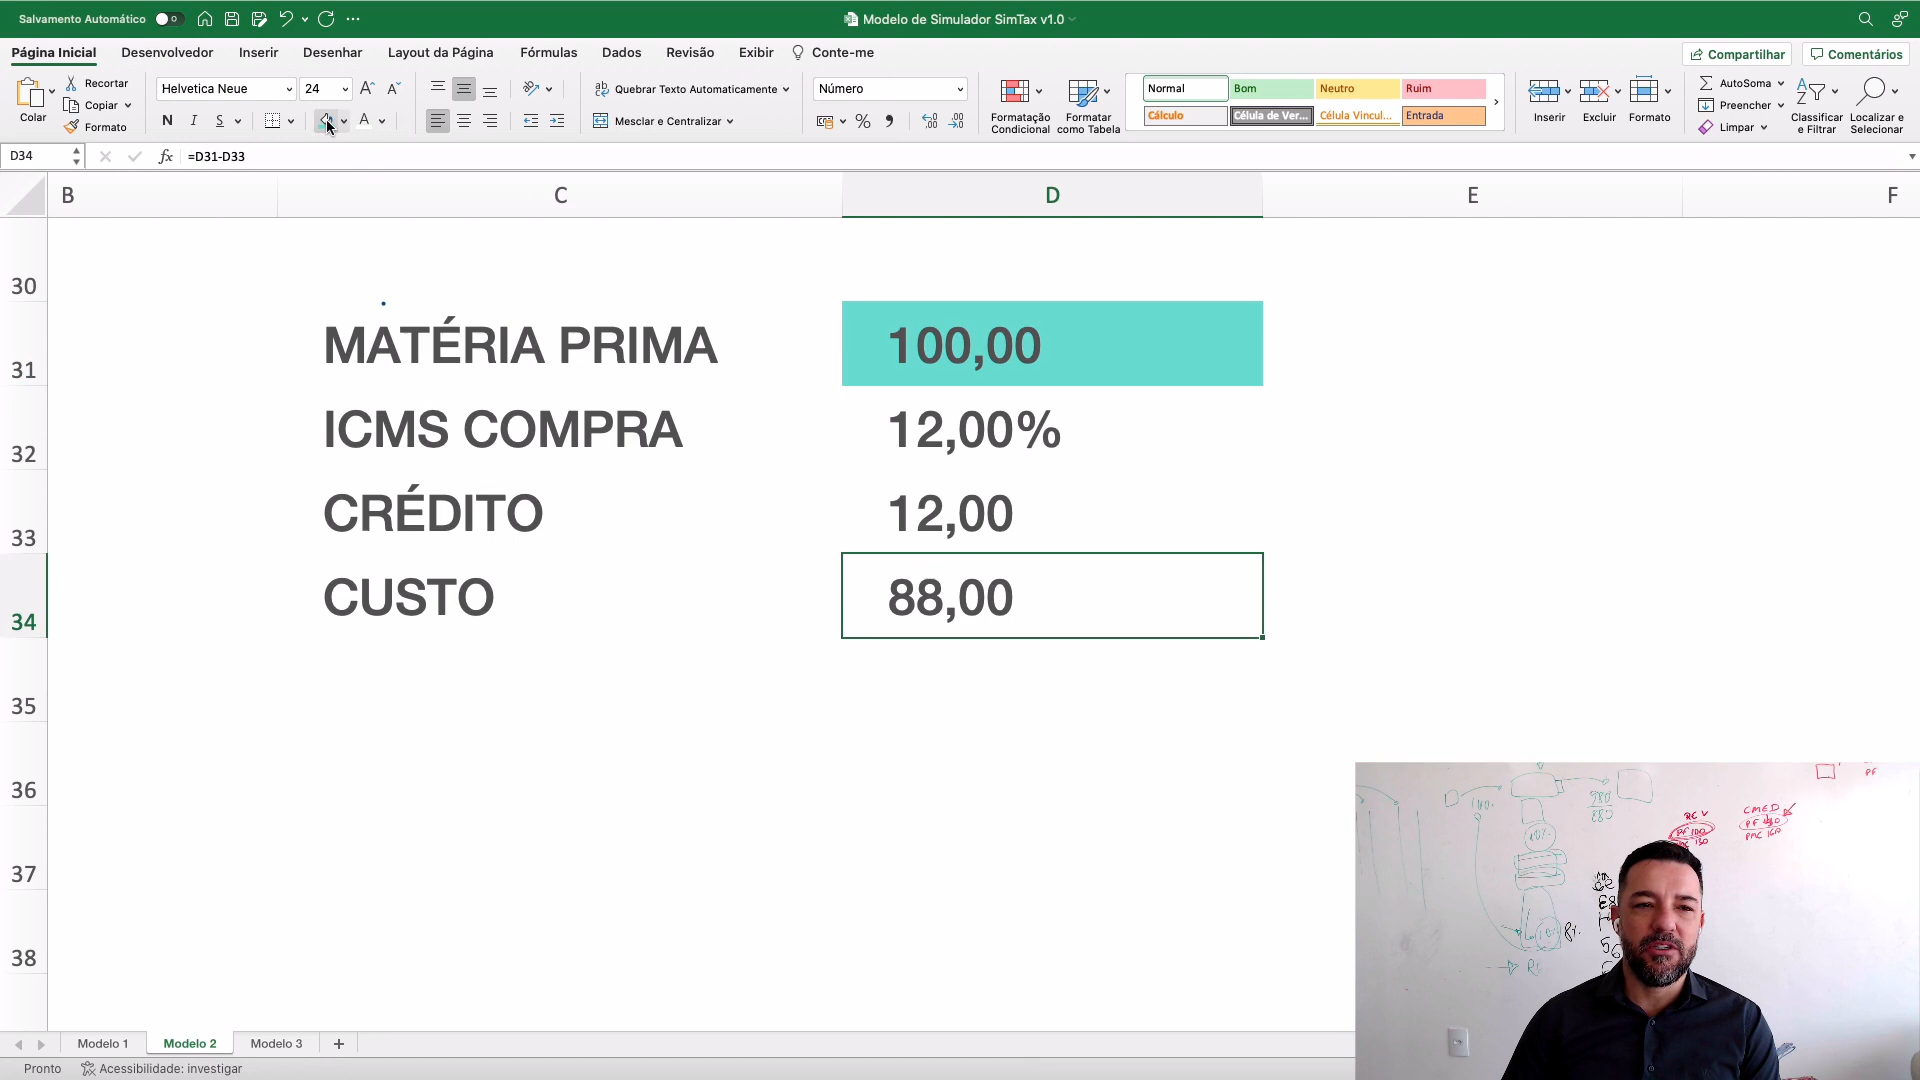 Salvamento Automático
Modelo de Simulador SimTax v1.0
Página Inicial Desenvolvedor Inserir Desenhar Layout da Página Fórmulas Dados Revisão Exibir Conte-me
Compartilhar Comentários
Colar
Recortar
Copiar
Formato
Helvetica Neue 24
N I S
Quebrar Texto Automaticamente
Mesclar e Centralizar
Número
Formatação Condicional
Formatar como Tabela
Normal Bom Neutro Ruim
Cálculo Célula de Ver... Célula Vincul... Entrada
Inserir Excluir Formato
AutoSoma
Preencher
Limpar
Classificar e Filtrar
Localizar e Selecionar
D34 fx =D31-D33
B C D E F
30
31 MATÉRIA PRIMA 100,00
32 ICMS COMPRA 12,00%
33 CRÉDITO 12,00
34 CUSTO 88,00
35
36
37
38
CMED
PF 100
Modelo 1 Modelo 2 Modelo 3 +
Pronto Acessibilidade: investigar